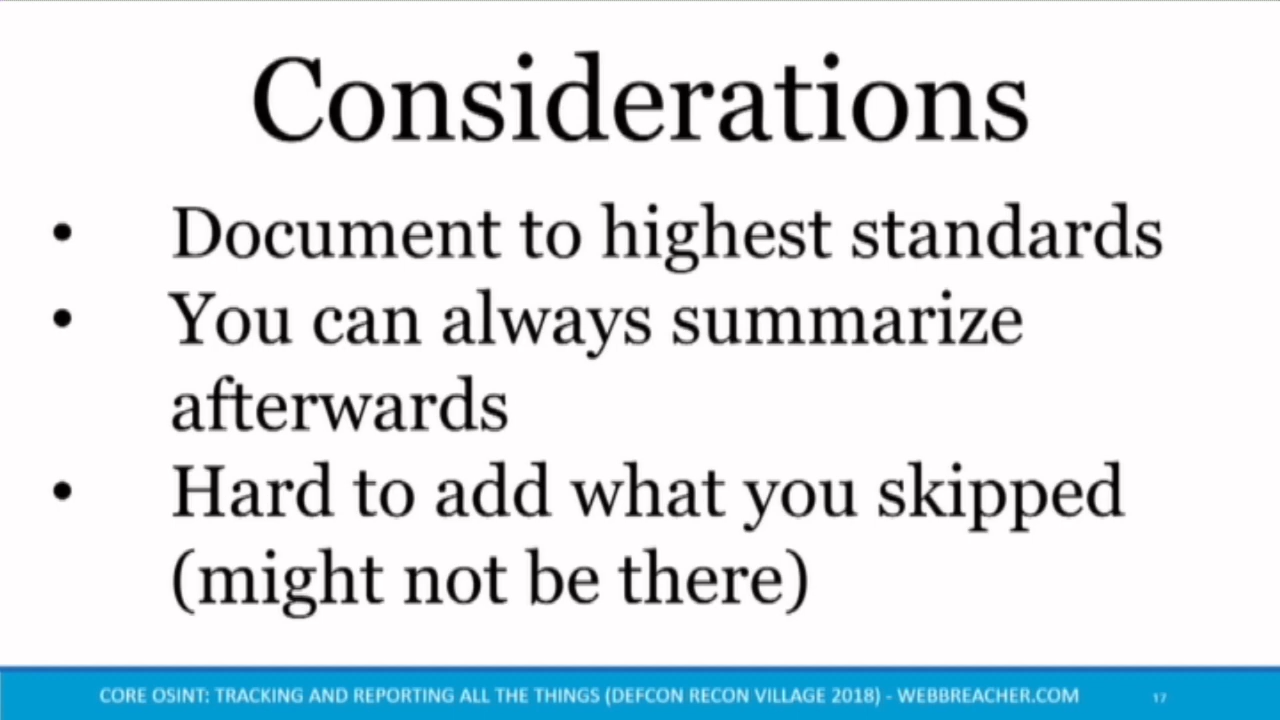 Considerations
• Document to highest standards
• You can always summarize
afterwards
• Hard to add what you skipped
(might not be there)
CORE OSINT: TRACKING AND REPORTING ALL THE THINGS (DEFCON RECON VILLAGE 2018) - WEBBREACHER.COM 17